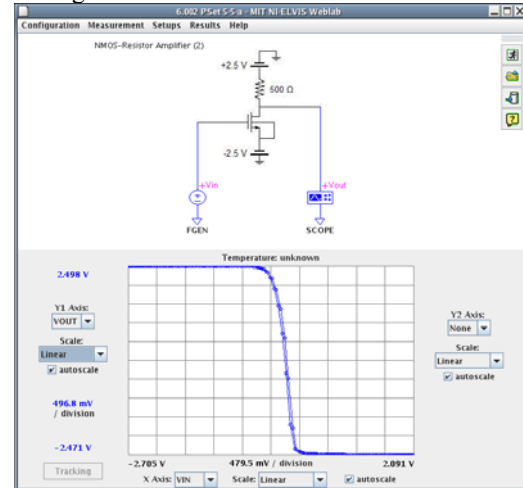 6.002 PSet 5-5-a - MIT NI-ELVIS Weblab
Configuration Measurement Setups Results Help
NMOS-Resistor Amplifier (2)
+2.5 V
500 Ω
-2.5 V
+Vin
+Vout
FGEN
SCOPE
Temperature: unknown
2.498 V
Y1 Axis:
VOUT
Scale:
Linear
autoscale
496.8 mV
/ division
-2.471 V
Tracking
Y2 Axis:
None
Scale:
Linear
autoscale
-2.705 V 479.5 mV / division 2.091 V
X Axis: VIN Scale: Linear autoscale